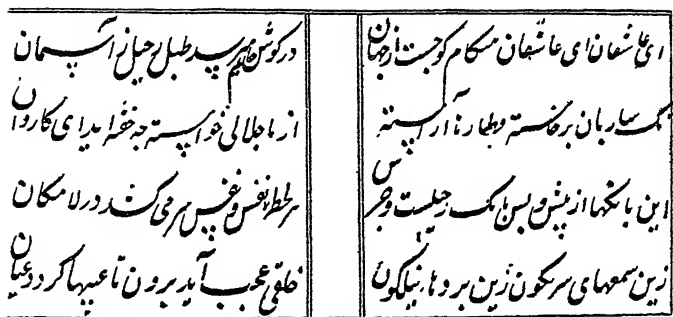 ای عاشقان ای عاشقان هنگام کوچست از جهان
در گوش جانم میرسد طبل رحیل از آسمان
نک ساربان برخاسته و قطارها آراسته
از ما حلالی خواسته چه خفته‌اید ای کاروان
این بانگها از پیش و پس بانگ رحیلست و جرس
هر لحظه نفس و نفس سر می کشد در لامکان
زین شمعهای سرنگون زین پردهای نیلگون
خلقی عجب آید برون تا غیبها گردد عیان